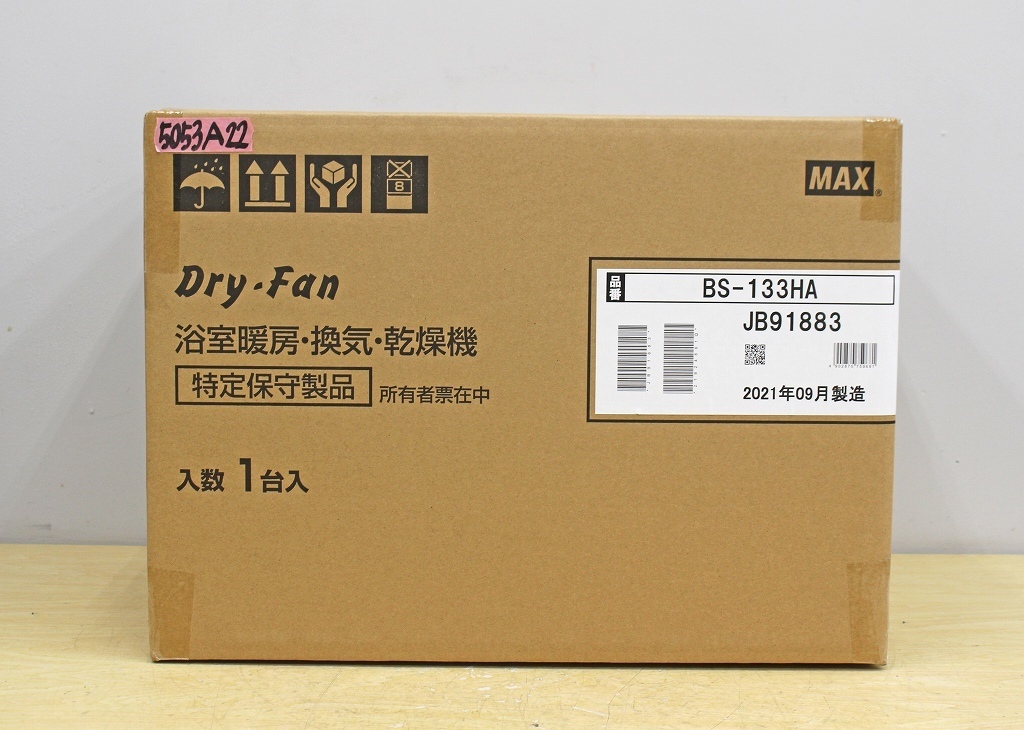 5053A22
8
MAX
Dry・Fan
浴室暖房・換気・乾燥機
特定保守製品 所有者票在中
入数 1台入
品番 BS-133HA
JB91883
2021年09月製造